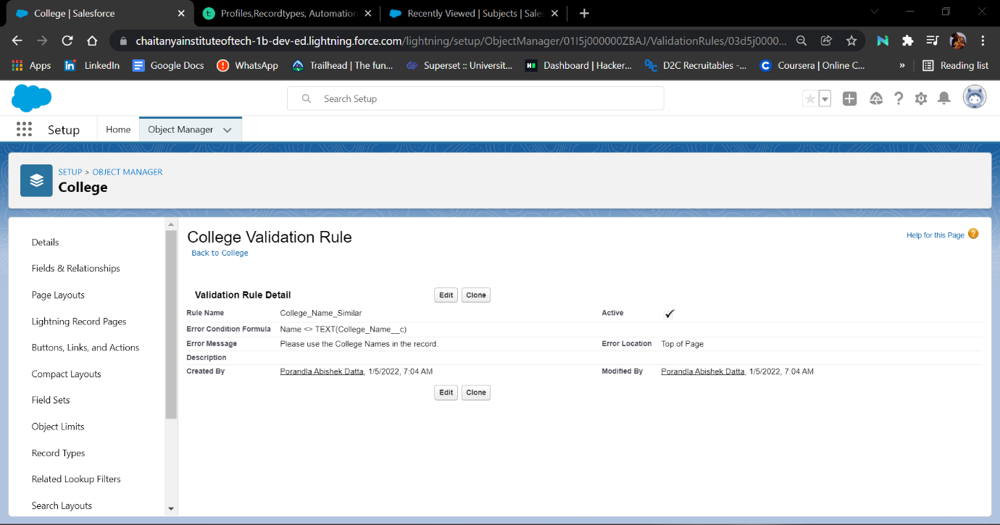 College | Salesforce
Profiles,Recordtypes, Automation
Recently Viewed | Subjects | Sales
chaitanyainstituteoftech-1b-dev-ed.lightning.force.com/lightning/setup/ObjectManager/01I5j000000ZBAJ/ValidationRules/03d5j0000...
Apps LinkedIn Google Docs WhatsApp Trailhead | The fun... Superset :: Universit... Dashboard | Hacker... D2C Recruitables -... Coursera | Online C... » Reading list
Search Setup
Setup Home Object Manager
SETUP > OBJECT MANAGER
College
Details
Fields & Relationships
Page Layouts
Lightning Record Pages
Buttons, Links, and Actions
Compact Layouts
Field Sets
Object Limits
Record Types
Related Lookup Filters
Search Layouts
College Validation Rule
Back to College
Help for this Page
Validation Rule Detail Edit Clone
Rule Name College_Name_Similar Active
Error Condition Formula Name <> TEXT(College_Name__c)
Error Message Please use the College Names in the record. Error Location Top of Page
Description
Created By Porandla Abishek Datta, 1/5/2022, 7:04 AM Modified By Porandla Abishek Datta, 1/5/2022, 7:04 AM
Edit Clone